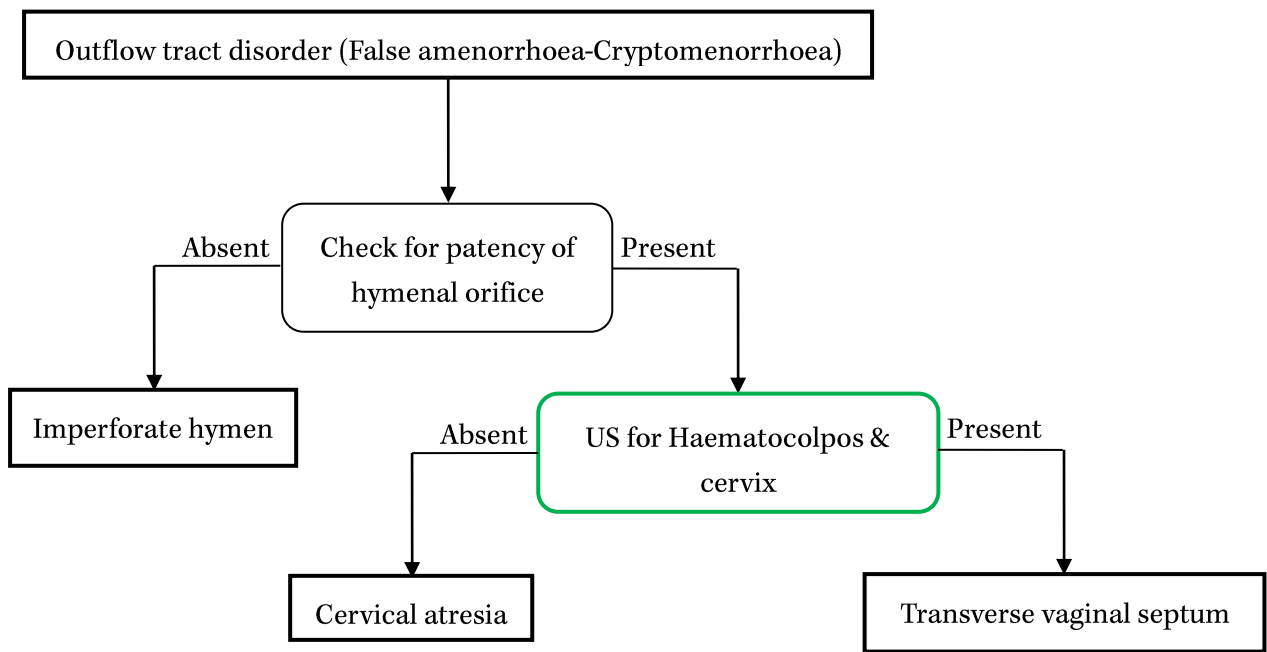 Outflow tract disorder (False amenorrhoea-Cryptomenorrhoea)
Absent
Check for patency of
hymenal orifice
Present
Imperforate hymen
Absent
US for Haematocolpos &
cervix
Present
Cervical atresia
Transverse vaginal septum